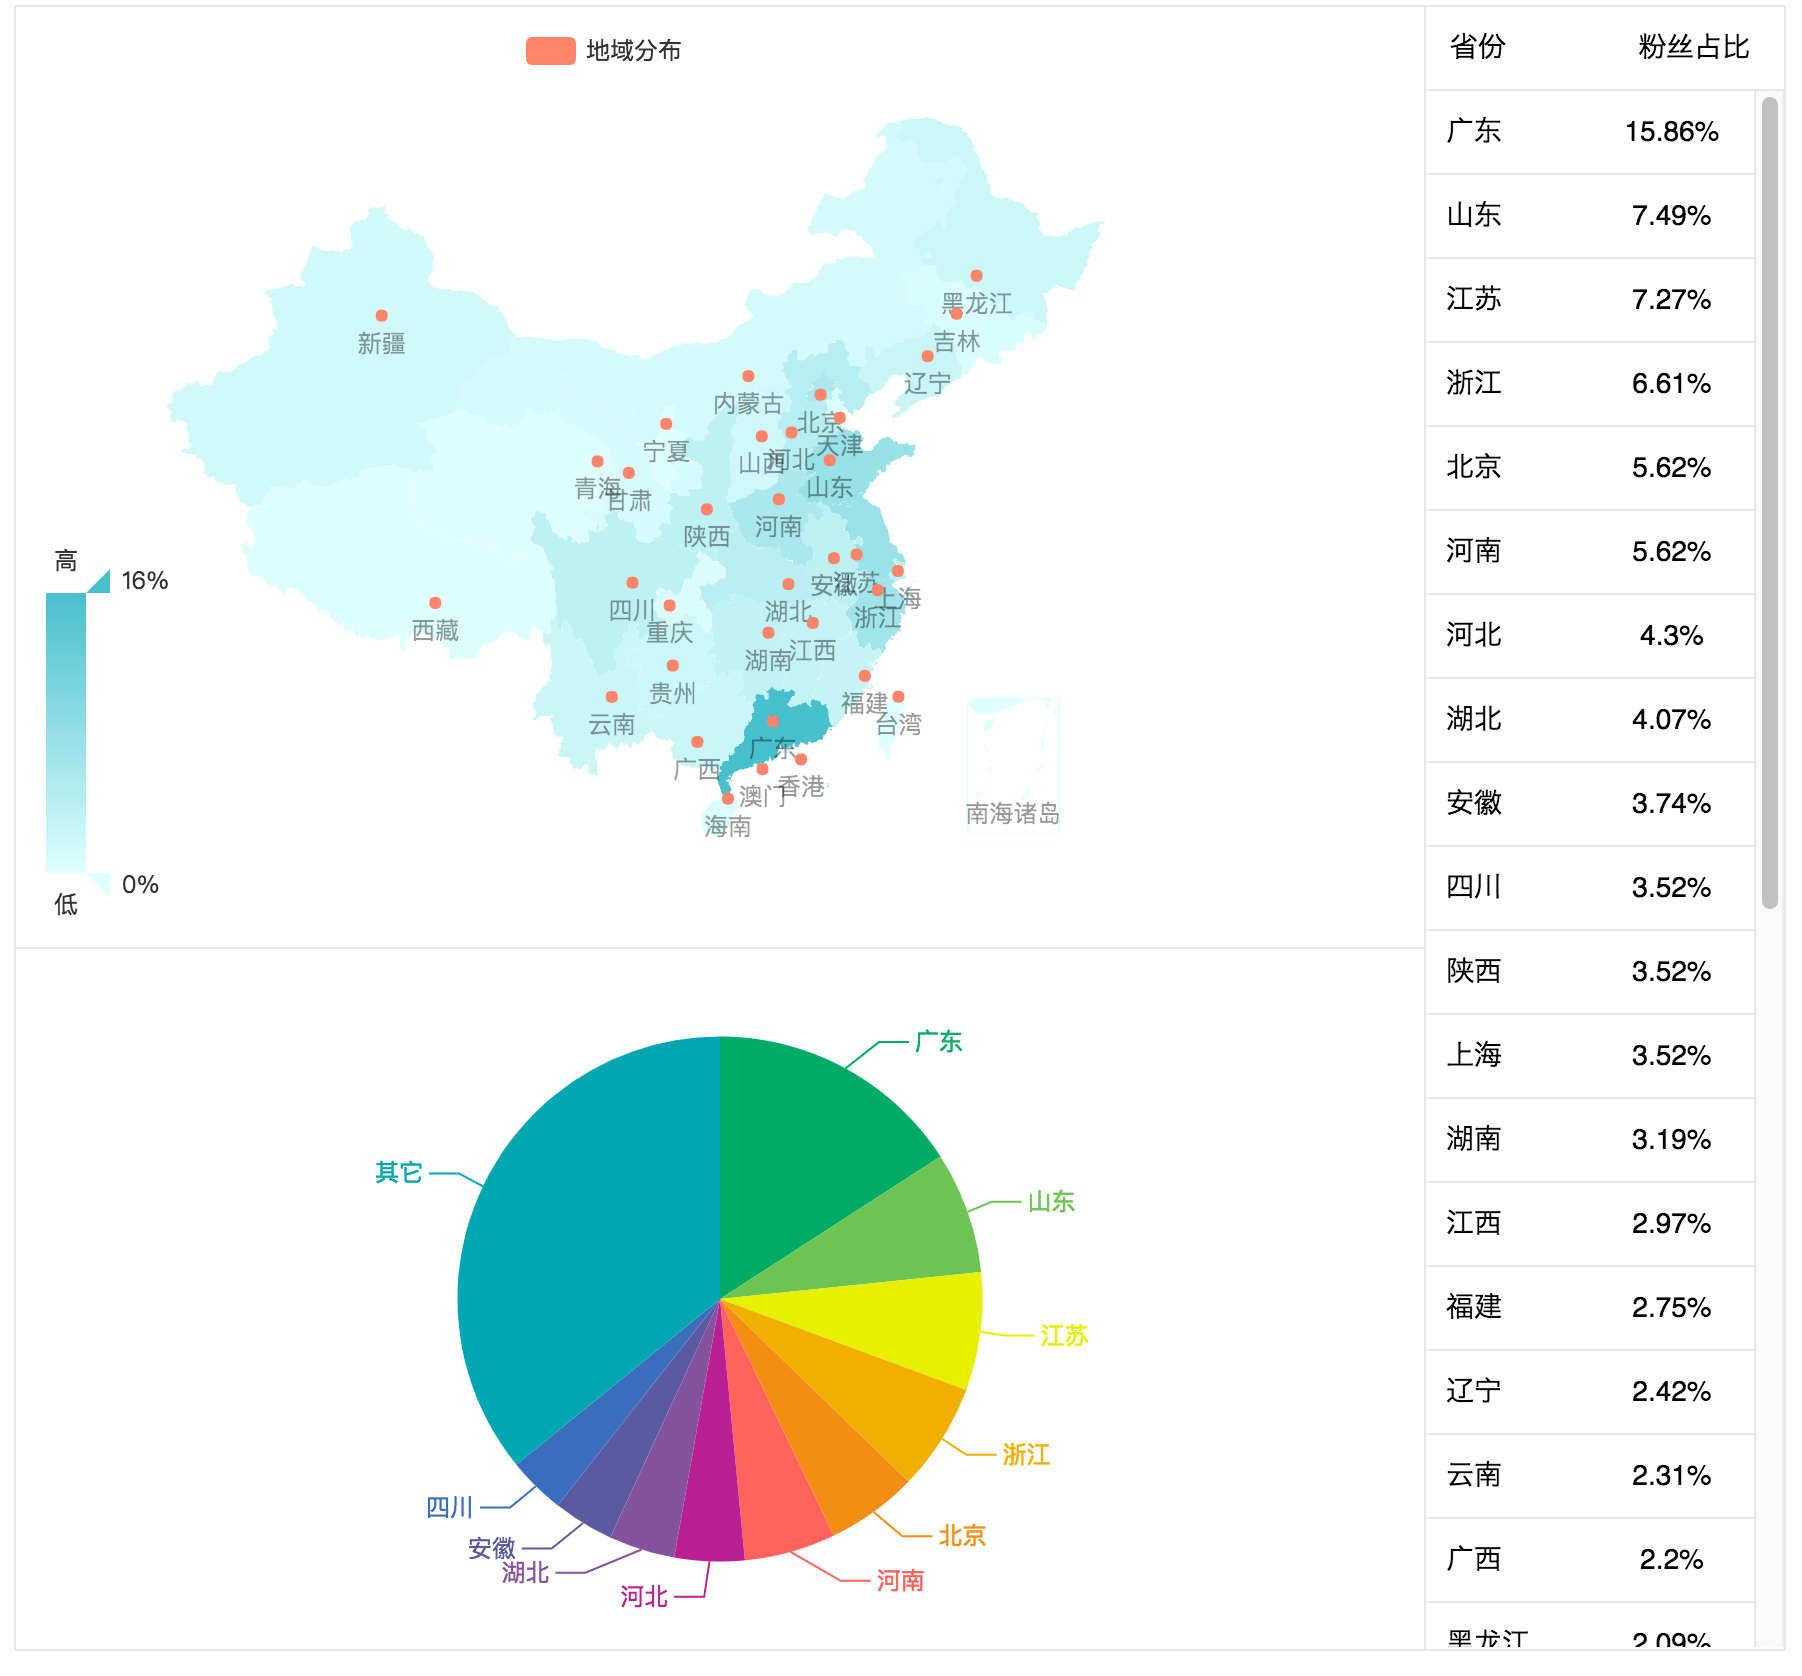 地域分布
黑龙江
吉林
新疆
辽宁
内蒙古
北京
天津
宁夏
山西
河北
青海
甘肃
山东
陕西
河南
安徽
江苏
上海
四川
湖北
浙江
西藏
重庆
湖南
江西
贵州
福建
云南
台湾
广东
广西
香港
澳门
海南
南海诸岛
高
16%
0%
低
广东
山东
江苏
浙江
北京
河南
河北
湖北
安徽
四川
其它
省份 粉丝占比
广东 15.86%
山东 7.49%
江苏 7.27%
浙江 6.61%
北京 5.62%
河南 5.62%
河北 4.3%
湖北 4.07%
安徽 3.74%
四川 3.52%
陕西 3.52%
上海 3.52%
湖南 3.19%
江西 2.97%
福建 2.75%
辽宁 2.42%
云南 2.31%
广西 2.2%
黑龙江 2.09%